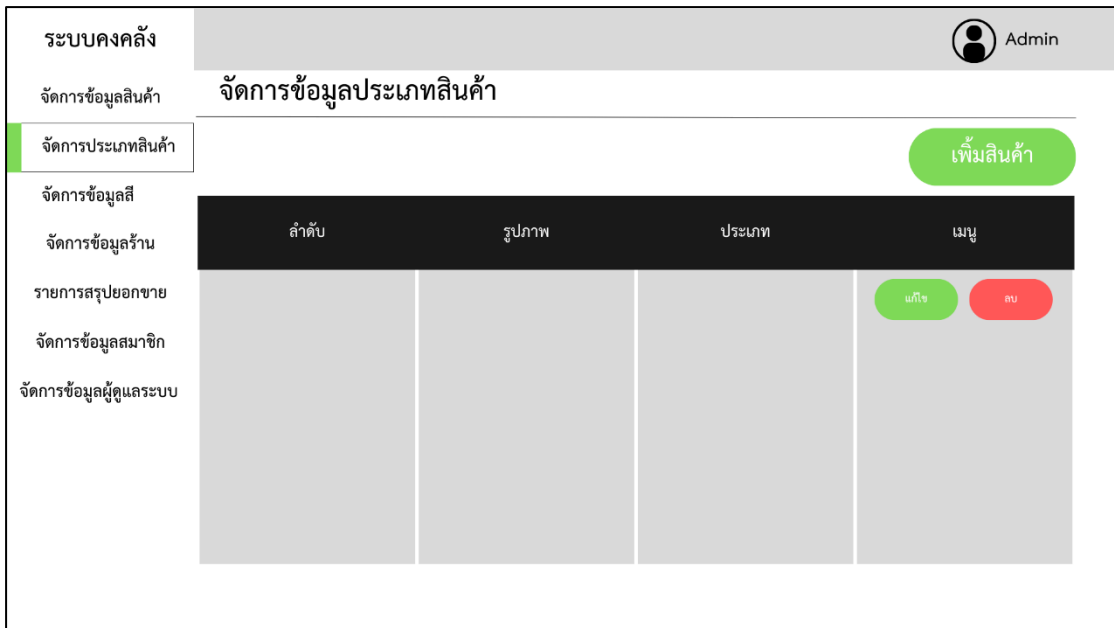 ระบบคงคลัง
Admin
จัดการข้อมูลสินค้า
จัดการประเภทสินค้า
จัดการข้อมูลสี
จัดการข้อมูลร้าน
รายการสรุปยอกขาย
จัดการข้อมูลสมาชิก
จัดการข้อมูลผู้ดูแลระบบ
จัดการข้อมูลประเภทสินค้า
เพิ่มสินค้า
ลำดับ รูปภาพ ประเภท เมนู
แก้ไข ลบ